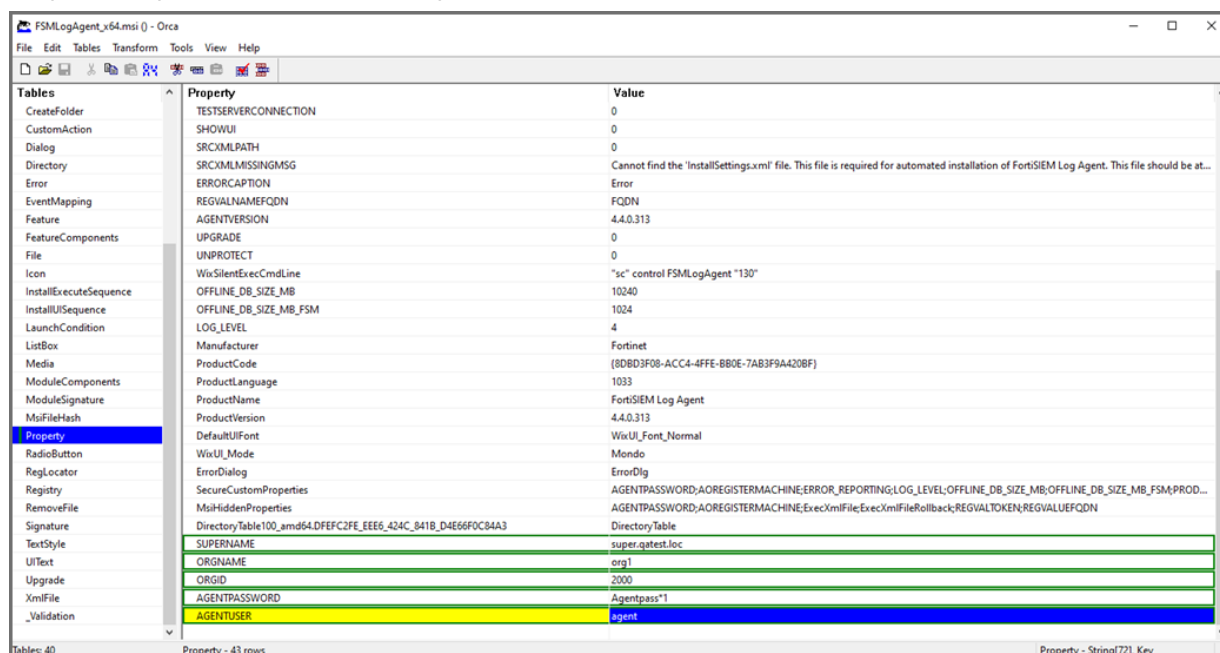 FSMLogAgent_x64.msi () - Orca
File Edit Tables Transform Tools View Help
Tables Property Value
CreateFolder TESTSERVERCONNECTION 0
CustomAction SHOWUI 0
Dialog SRCXMLPATH 0
Directory SRCXMLMISSINGMSG Cannot find the 'InstallSettings.xml' file. This file is required for automated installation of FortiSIEM Log Agent. This file should be at...
Error ERRORCAPTION Error
EventMapping REGVALNAMEFQDN FQDN
Feature AGENTVERSION 4.4.0.313
FeatureComponents UPGRADE 0
File UNPROTECT 0
Icon WixSilentExecCmdLine "sc" control FSMLogAgent "130"
InstallExecuteSequence OFFLINE_DB_SIZE_MB 10240
InstallUISequence OFFLINE_DB_SIZE_MB_FSM 1024
LaunchCondition LOG_LEVEL 4
ListBox Manufacturer Fortinet
Media ProductCode {8DBD3F08-ACC4-4FFE-BB0E-7AB3F9A420BF}
ModuleComponents ProductLanguage 1033
ModuleSignature ProductName FortiSIEM Log Agent
MsiFileHash ProductVersion 4.4.0.313
Property DefaultUIFont WixUI_Font_Normal
RadioButton WixUI_Mode Mondo
RegLocator ErrorDialog ErrorDlg
Registry SecureCustomProperties AGENTPASSWORD;AOREGISTERMACHINE;ERROR_REPORTING;LOG_LEVEL;OFFLINE_DB_SIZE_MB;OFFLINE_DB_SIZE_MB_FSM;PROD...
RemoveFile MsiHiddenProperties AGENTPASSWORD;AOREGISTERMACHINE;ExecXmlFile;ExecXmlFileRollback;REGVALTOKEN;REGVALUEFQDN
Signature DirectoryTable100_amd64.DFEFC2FE_EEE6_424C_841B_D4E66F0C84A3 DirectoryTable
TextStyle SUPERNAME super.qatest.loc
UIText ORGNAME org1
Upgrade ORGID 2000
XmlFile AGENTPASSWORD Agentpass*1
_Validation AGENTUSER agent
Tables: 40 Property - 43 rows Property - String[72], Key